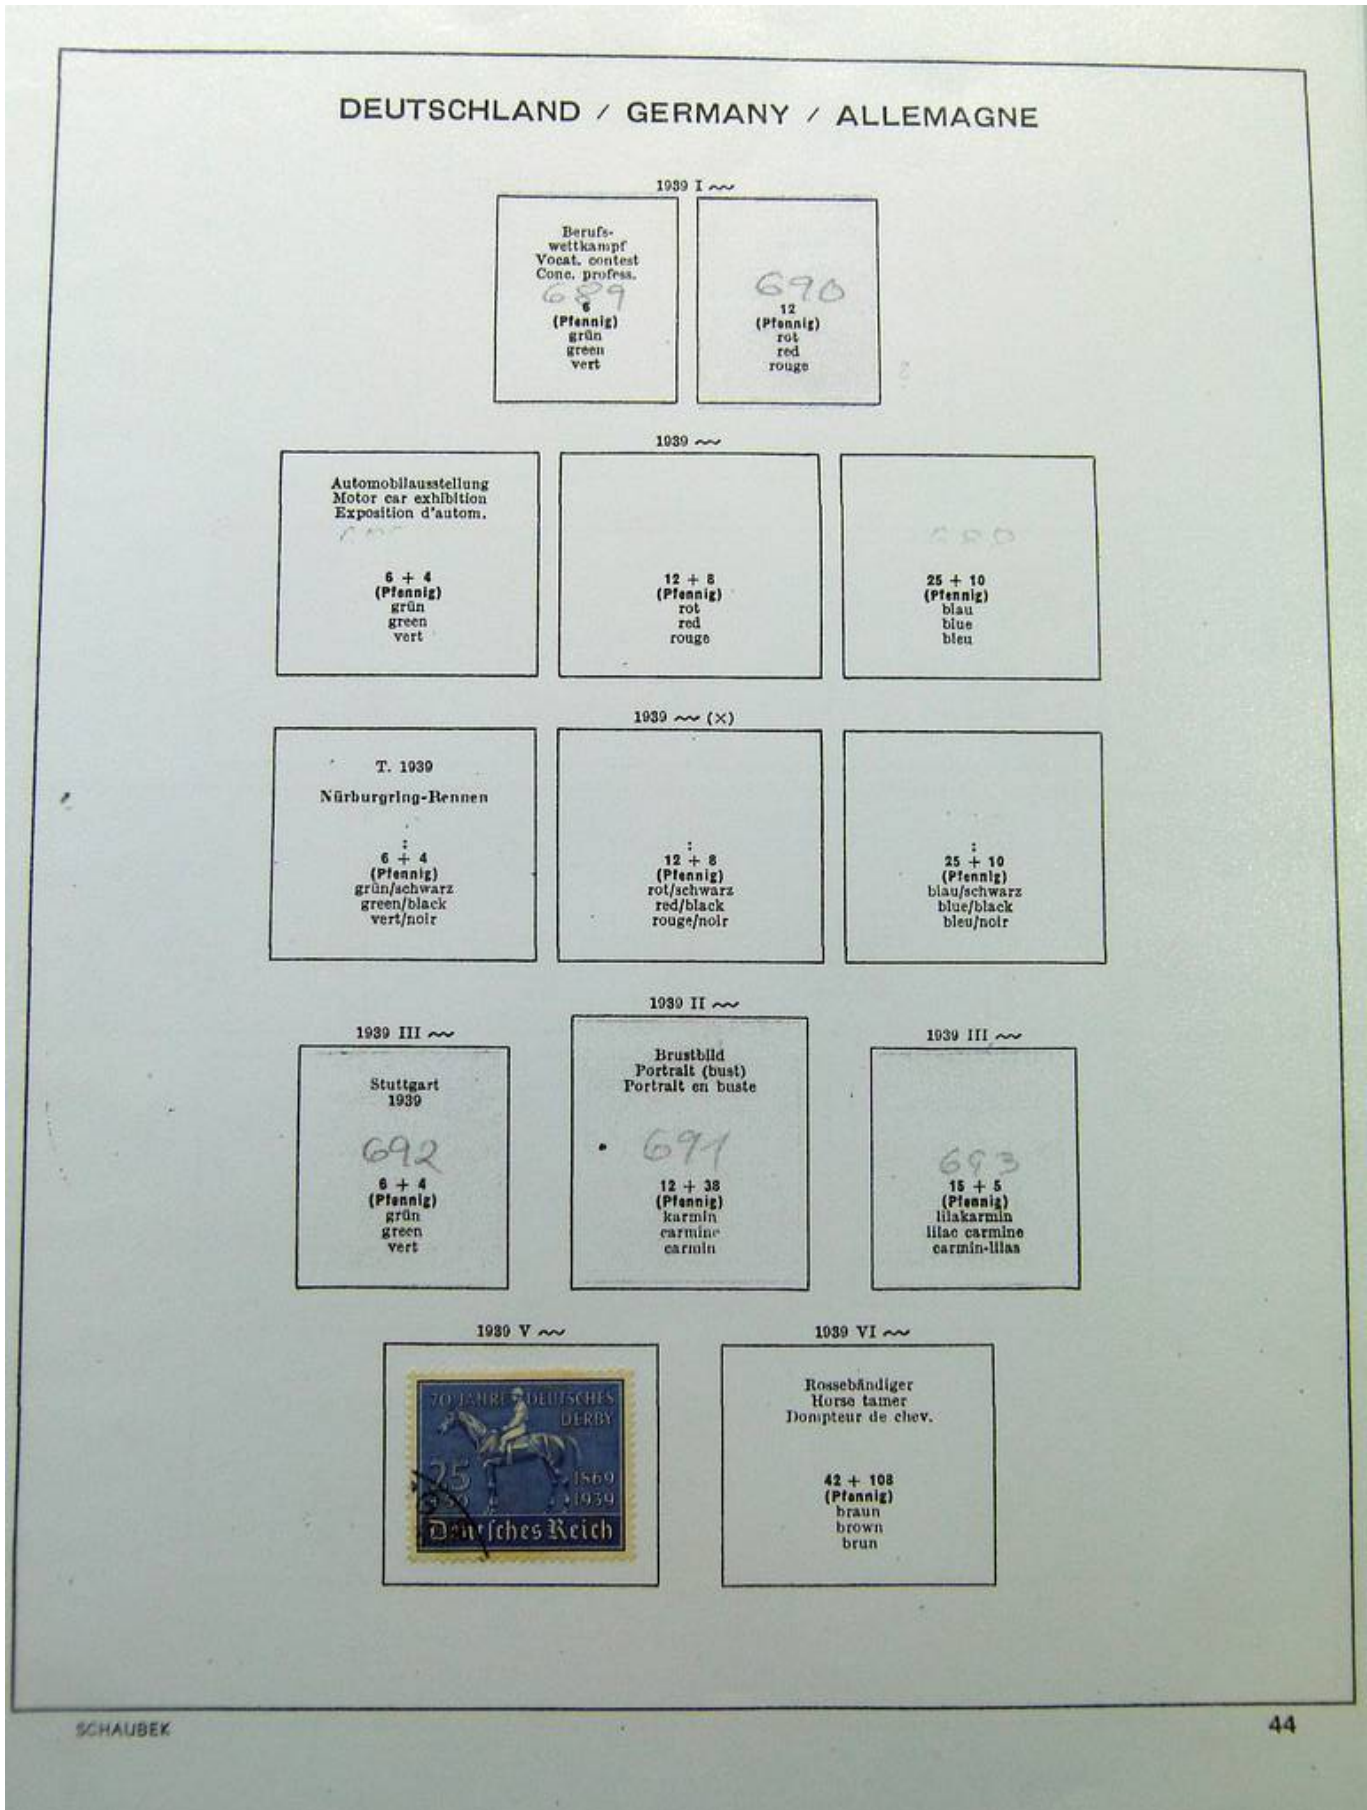 DEUTSCHLAND / GERMANY / ALLEMAGNE
1939 I
Berufs-
wettkampf
Vocat. contest
Conc. profess.
689
6
(Pfennig)
grün
green
vert
690
12
(Pfennig)
rot
red
rouge
1939
Automobilausstellung
Motor car exhibition
Exposition d'autom.
6 + 4
(Pfennig)
grün
green
vert
12 + 8
(Pfennig)
rot
red
rouge
25 + 10
(Pfennig)
blau
blue
bleu
1939 (×)
T. 1939
Nürburgring-Rennen
:
6 + 4
(Pfennig)
grün/schwarz
green/black
vert/noir
:
12 + 8
(Pfennig)
rot/schwarz
red/black
rouge/noir
:
25 + 10
(Pfennig)
blau/schwarz
blue/black
bleu/noir
1939 III
Stuttgart
1939
692
6 + 4
(Pfennig)
grün
green
vert
1939 II
Brustbild
Portrait (bust)
Portrait en buste
691
12 + 38
(Pfennig)
karmin
carmine
carmin
1939 III
693
15 + 5
(Pfennig)
lilakarmin
lilac carmine
carmin-lilas
1939 V
70 JAHRE DEUTSCHES
DERBY
25
1869
1939
Deutsches Reich
1939 VI
Rossebändiger
Horse tamer
Dompteur de chev.
42 + 108
(Pfennig)
braun
brown
brun
SCHAUBEK
44